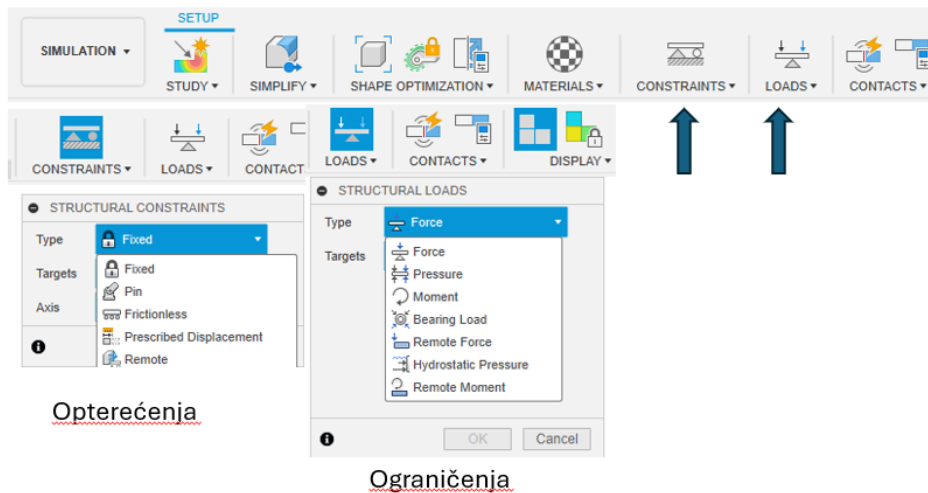 SETUP
SIMULATION
STUDY
SIMPLIFY
SHAPE OPTIMIZATION
MATERIALS
CONSTRAINTS
LOADS
CONTACTS
CONSTRAINTS
LOADS
CONTACT
LOADS
CONTACTS
DISPLAY
STRUCTURAL CONSTRAINTS
Type Fixed
Targets
Fixed
Pin
Axis
Frictionless
Prescribed Displacement
Remote
Opterećenja
STRUCTURAL LOADS
Type Force
Targets
Force
Pressure
Moment
Bearing Load
Remote Force
Hydrostatic Pressure
Remote Moment
OK Cancel
Ograničenja